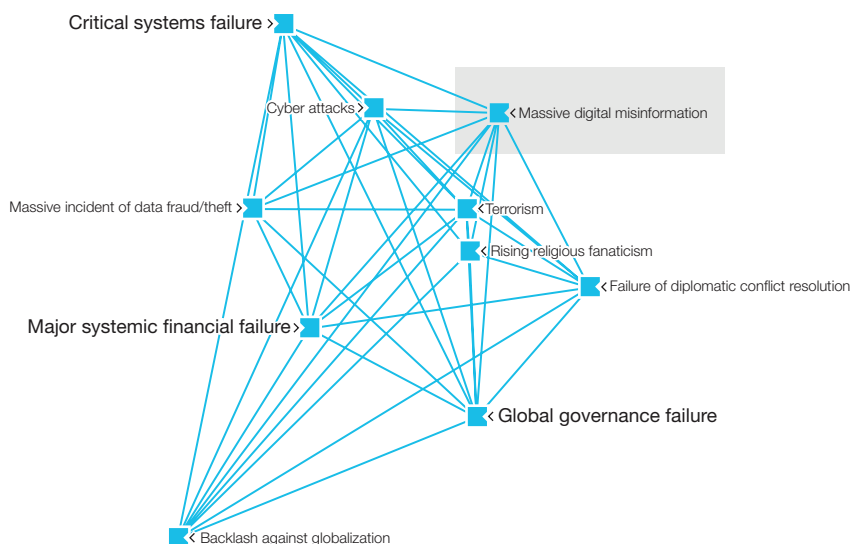 Critical systems failure
Cyber attacks
Massive digital misinformation
Massive incident of data fraud/theft
Terrorism
Rising religious fanaticism
Failure of diplomatic conflict resolution
Major systemic financial failure
Global governance failure
Backlash against globalization